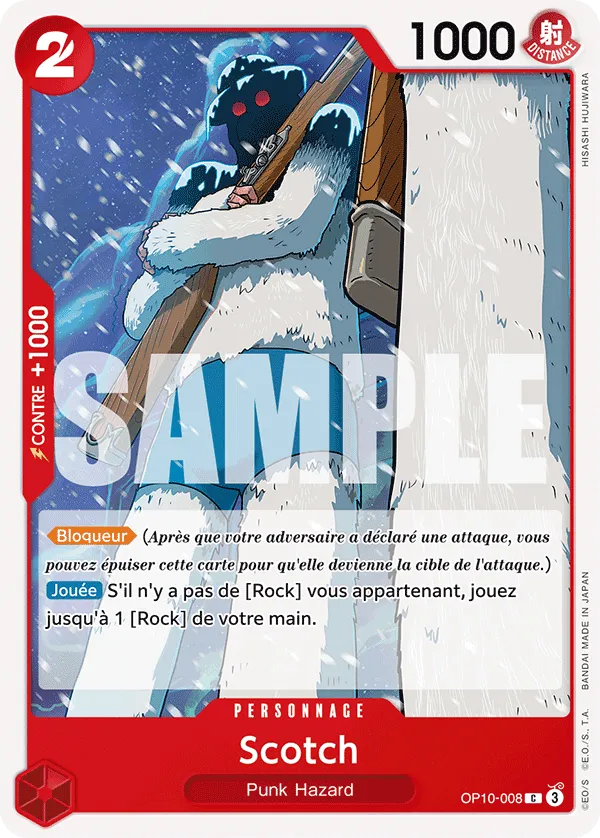 2
1000
射
DISTANCE
HISASHI HUJIWARA
CONTRE +1000
SAMPLE
Bloqueur (Après que votre adversaire a déclaré une attaque, vous
pouvez épuiser cette carte pour qu'elle devienne la cible de l'attaque.)
Jouée S'il n'y a pas de [Rock] vous appartenant, jouez
jusqu'à 1 [Rock] de votre main.
PERSONNAGE
Scotch
Punk Hazard
OP10-008 C 3
©EO/S ©E.O./S., T.A. BANDAI MADE IN JAPAN